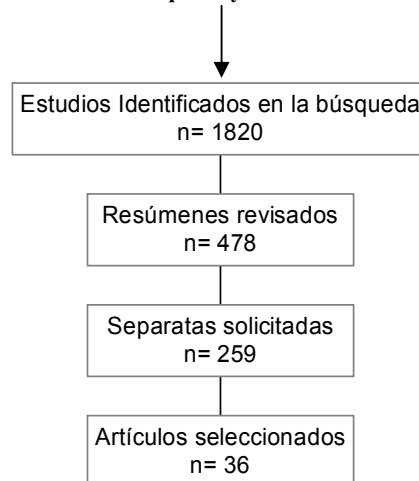 Estudios Identificados en la búsqueda
n= 1820
Resúmenes revisados
n= 478
Separatas solicitadas
n= 259
Artículos seleccionados
n= 36